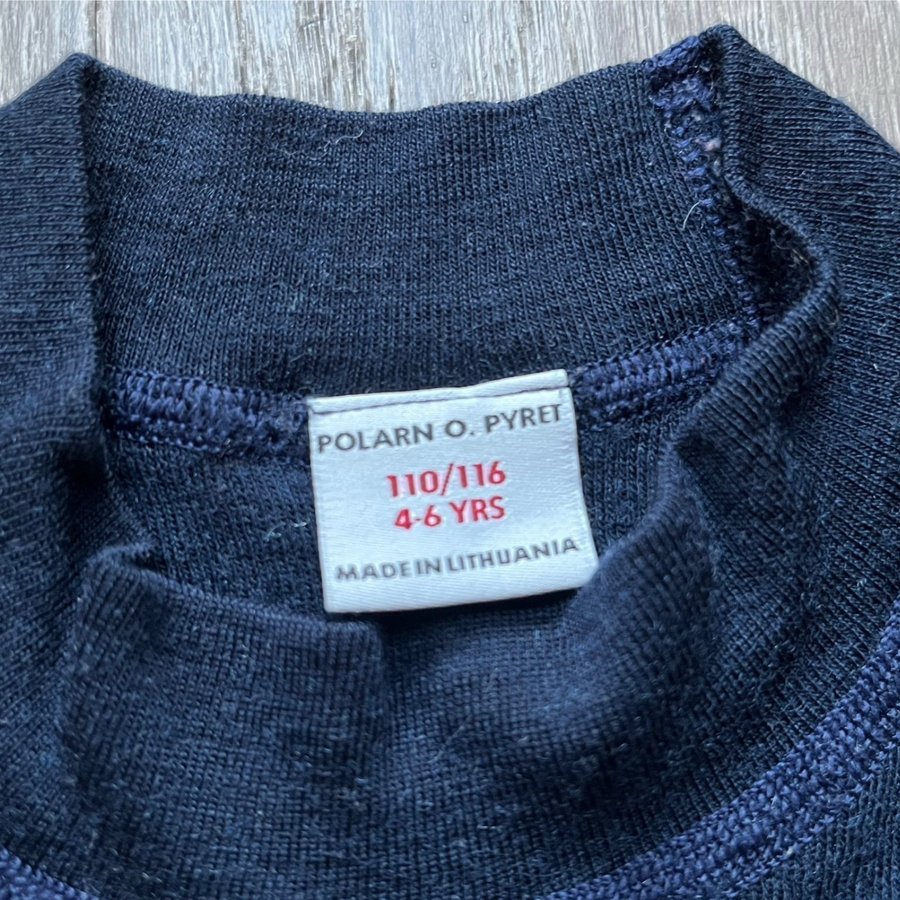 POLARN O. PYRET
110/116
4-6 YRS
MADE IN LITHUANIA